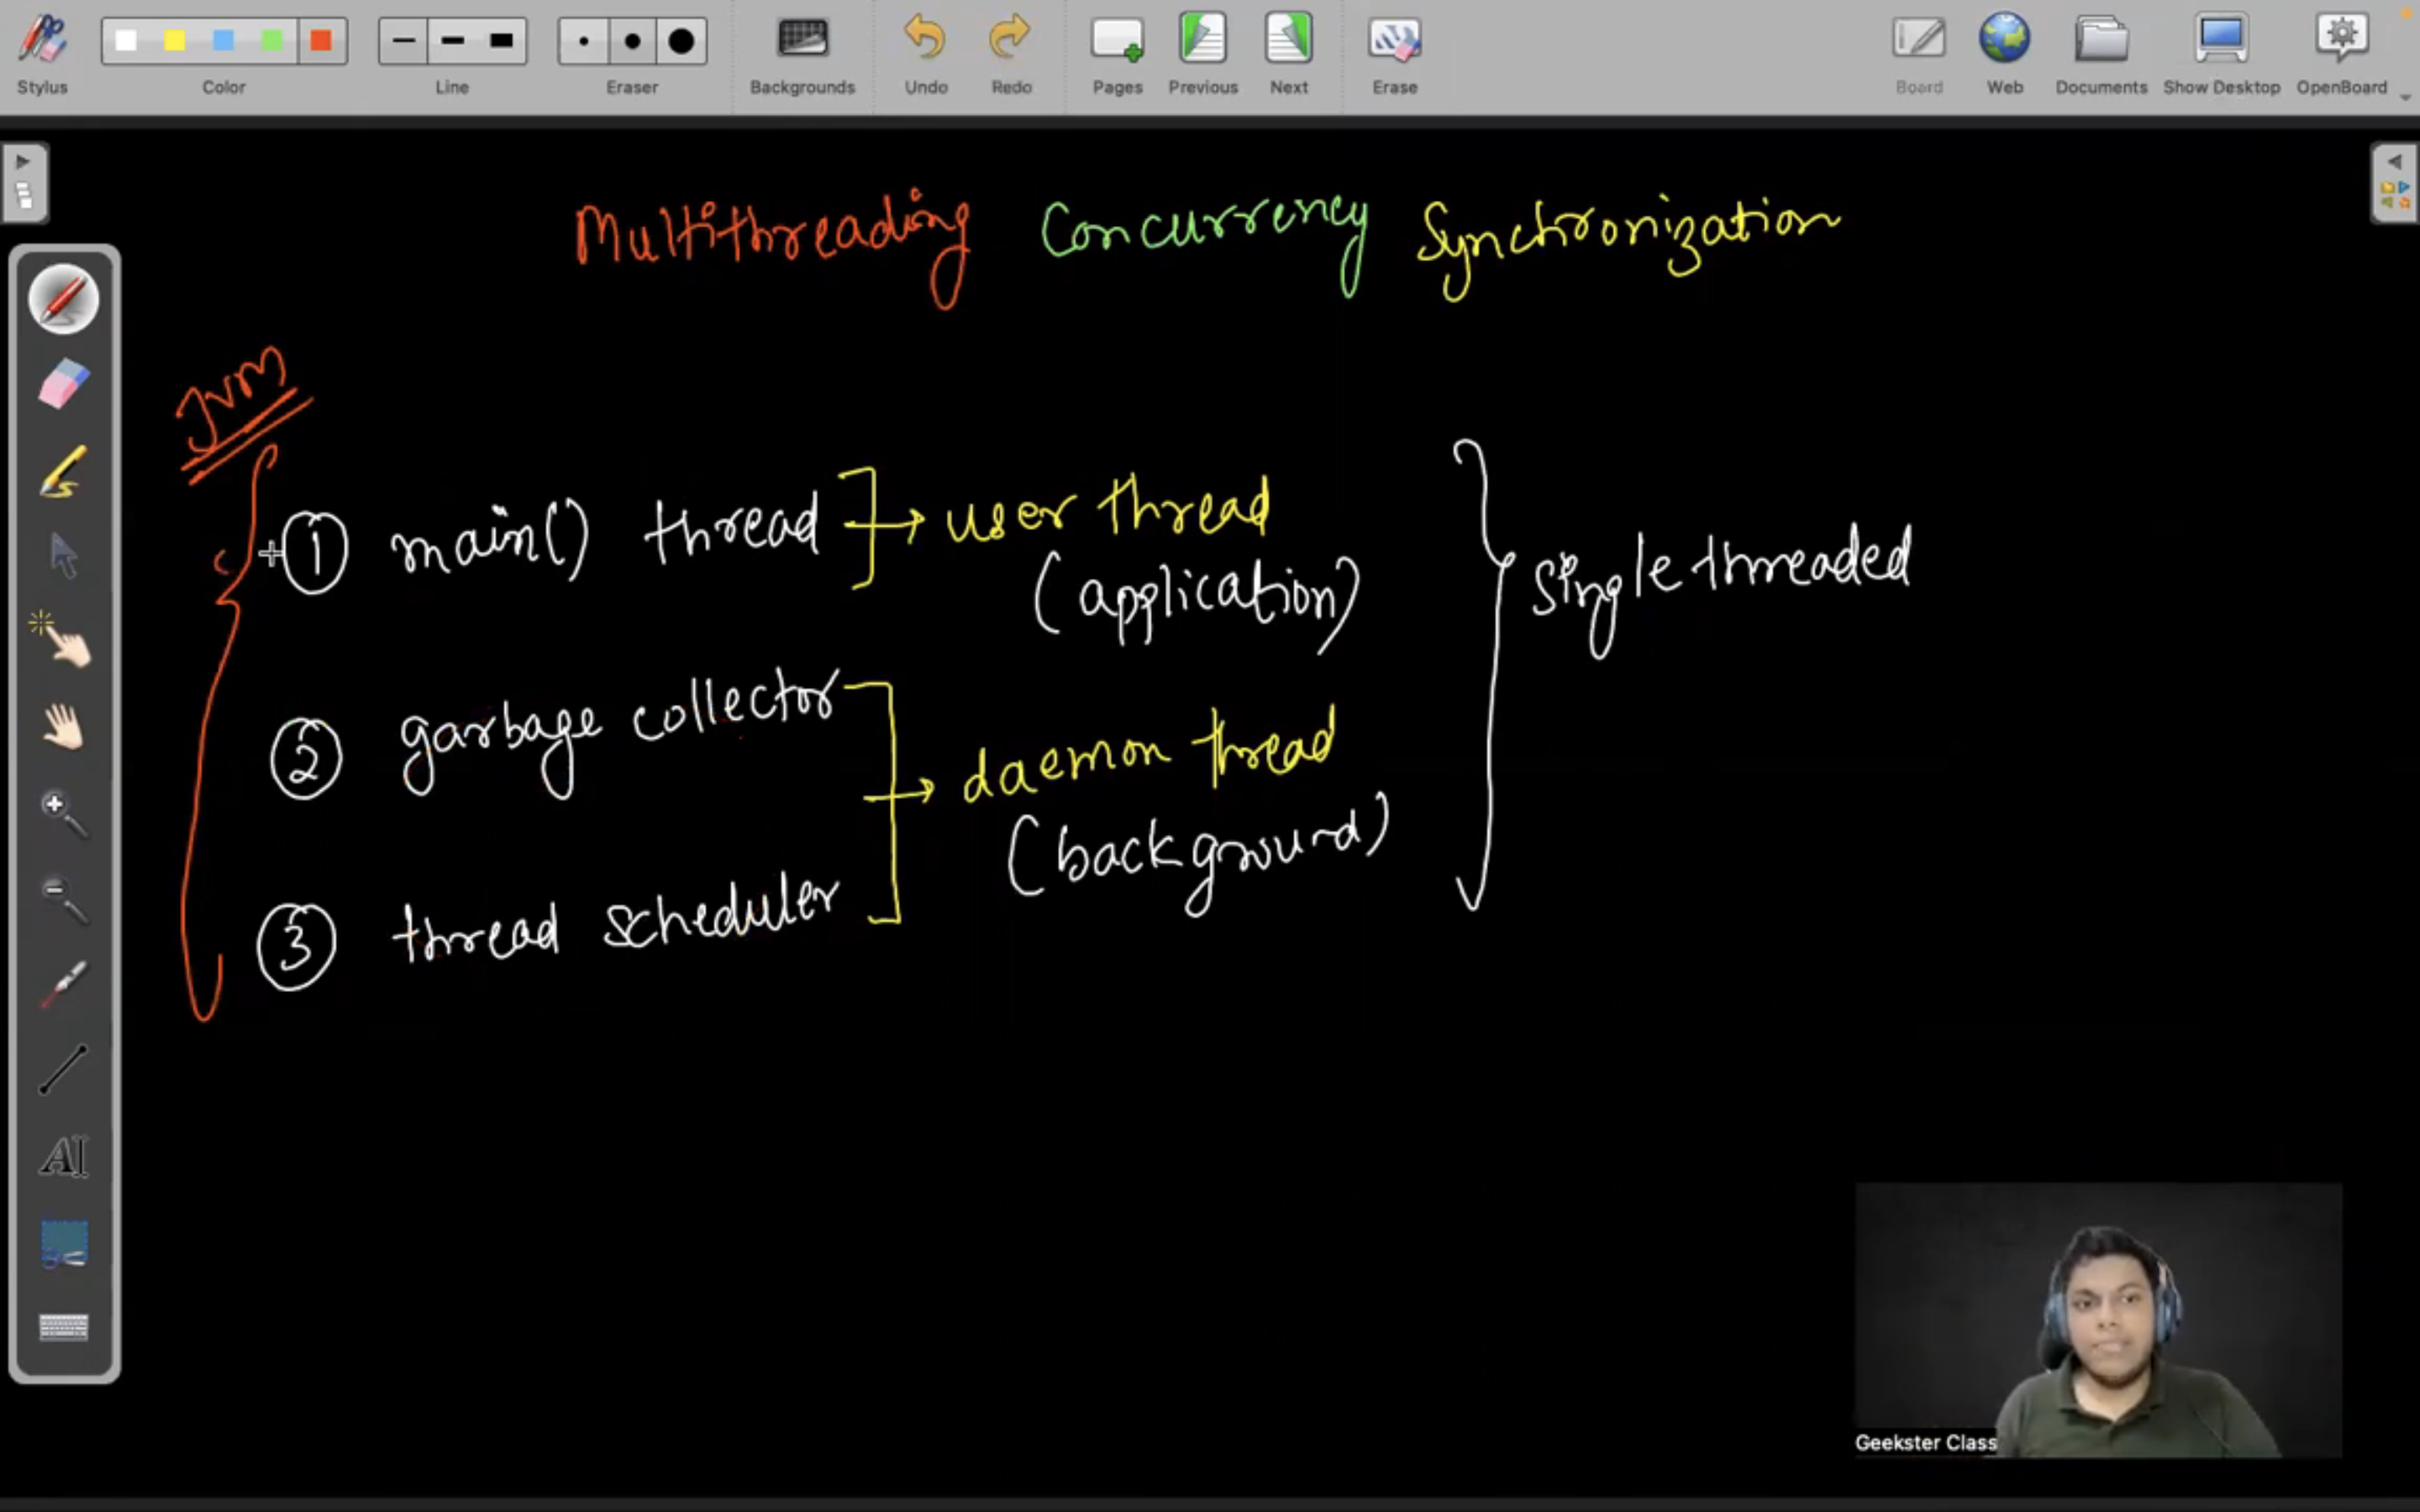 Stylus Color Line Eraser Backgrounds Undo Redo Pages Previous Next Erase Board Web Documents Show Desktop OpenBoard
Multithreading Concurrency Synchronization
JVM
① main() thread → user thread
(application)
single threaded
② garbage collector
→ daemon thread
(background)
③ thread scheduler
AI
Geekster Class